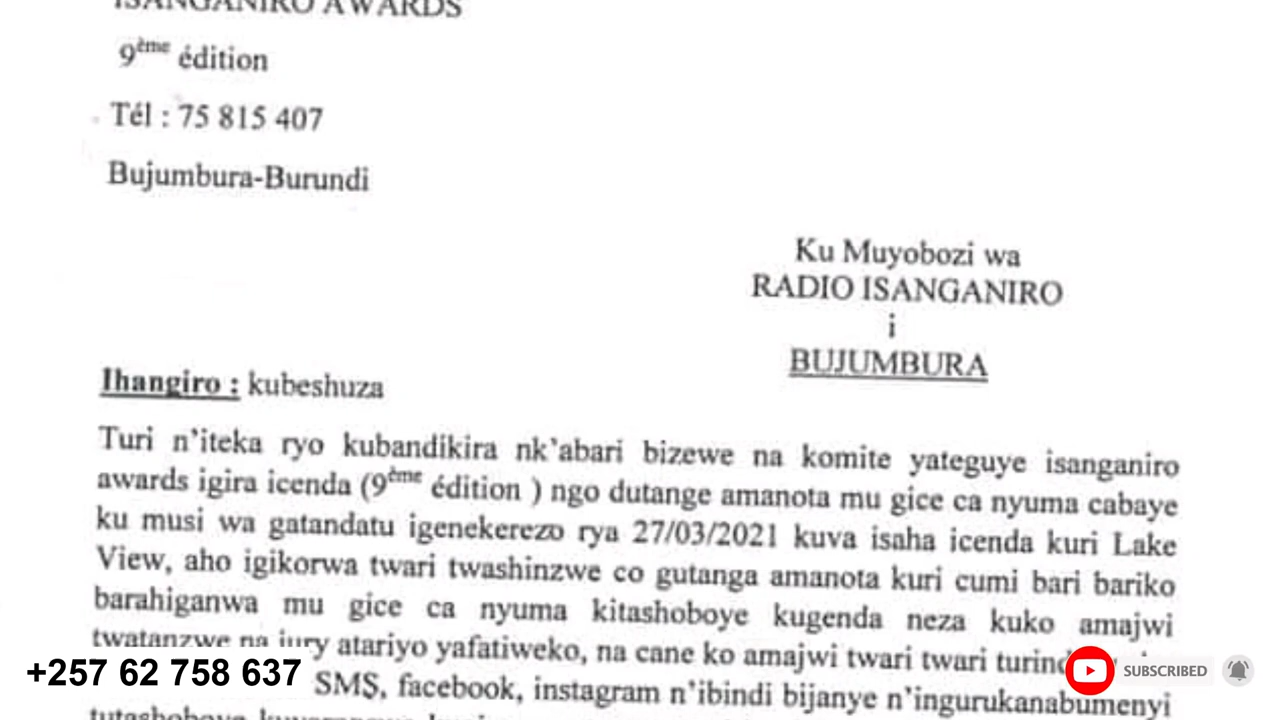 ISANGANIRO AWARDS
9ème édition
Tél : 75 815 407
Bujumbura-Burundi
Ku Muyobozi wa
RADIO ISANGANIRO
i
BUJUMBURA
Ihangiro : kubeshuza
Turi n'iteka ryo kubandikira nk'abari bizewe na komite yateguye isanganiro
awards igira icenda (9ème édition ) ngo dutange amanota mu gice ca nyuma cabaye
ku musi wa gatandatu igenekerezo rya 27/03/2021 kuva isaha icenda kuri Lake
View, aho igikorwa twari twashinzwe co gutanga amanota kuri cumi bari bariko
barahiganwa mu gice ca nyuma kitashoboye kugenda neza kuko amajwi
twatanzwe na jury atariyo yafatiweko, na cane ko amajwi twari twari
SMS, facebook, instagram n'ibindi bijanye n'ingurukanabumenyi
+257 62 758 637
SUBSCRIBED